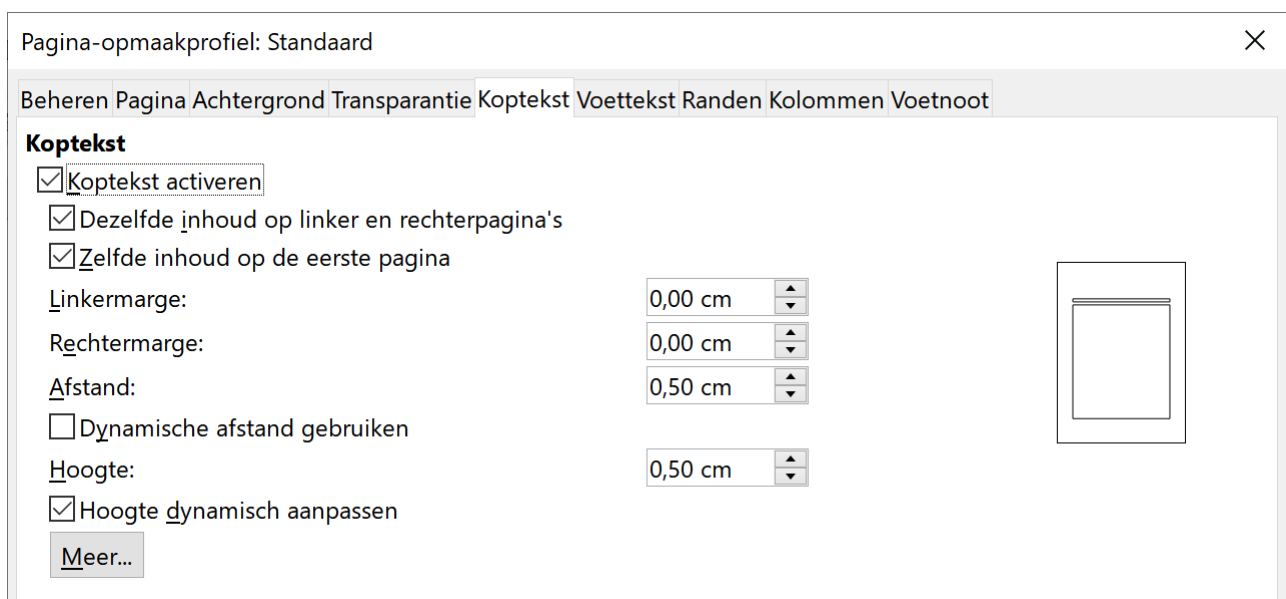 Pagina-opmaakprofiel: Standaard
Beheren Pagina Achtergrond Transparantie Koptekst Voettekst Randen Kolommen Voetnoot
Koptekst
Koptekst activeren
Dezelfde inhoud op linker en rechterpagina's
Zelfde inhoud op de eerste pagina
Linkermarge: 0,00 cm
Rechtermarge: 0,00 cm
Afstand: 0,50 cm
Dynamische afstand gebruiken
Hoogte: 0,50 cm
Hoogte dynamisch aanpassen
Meer...